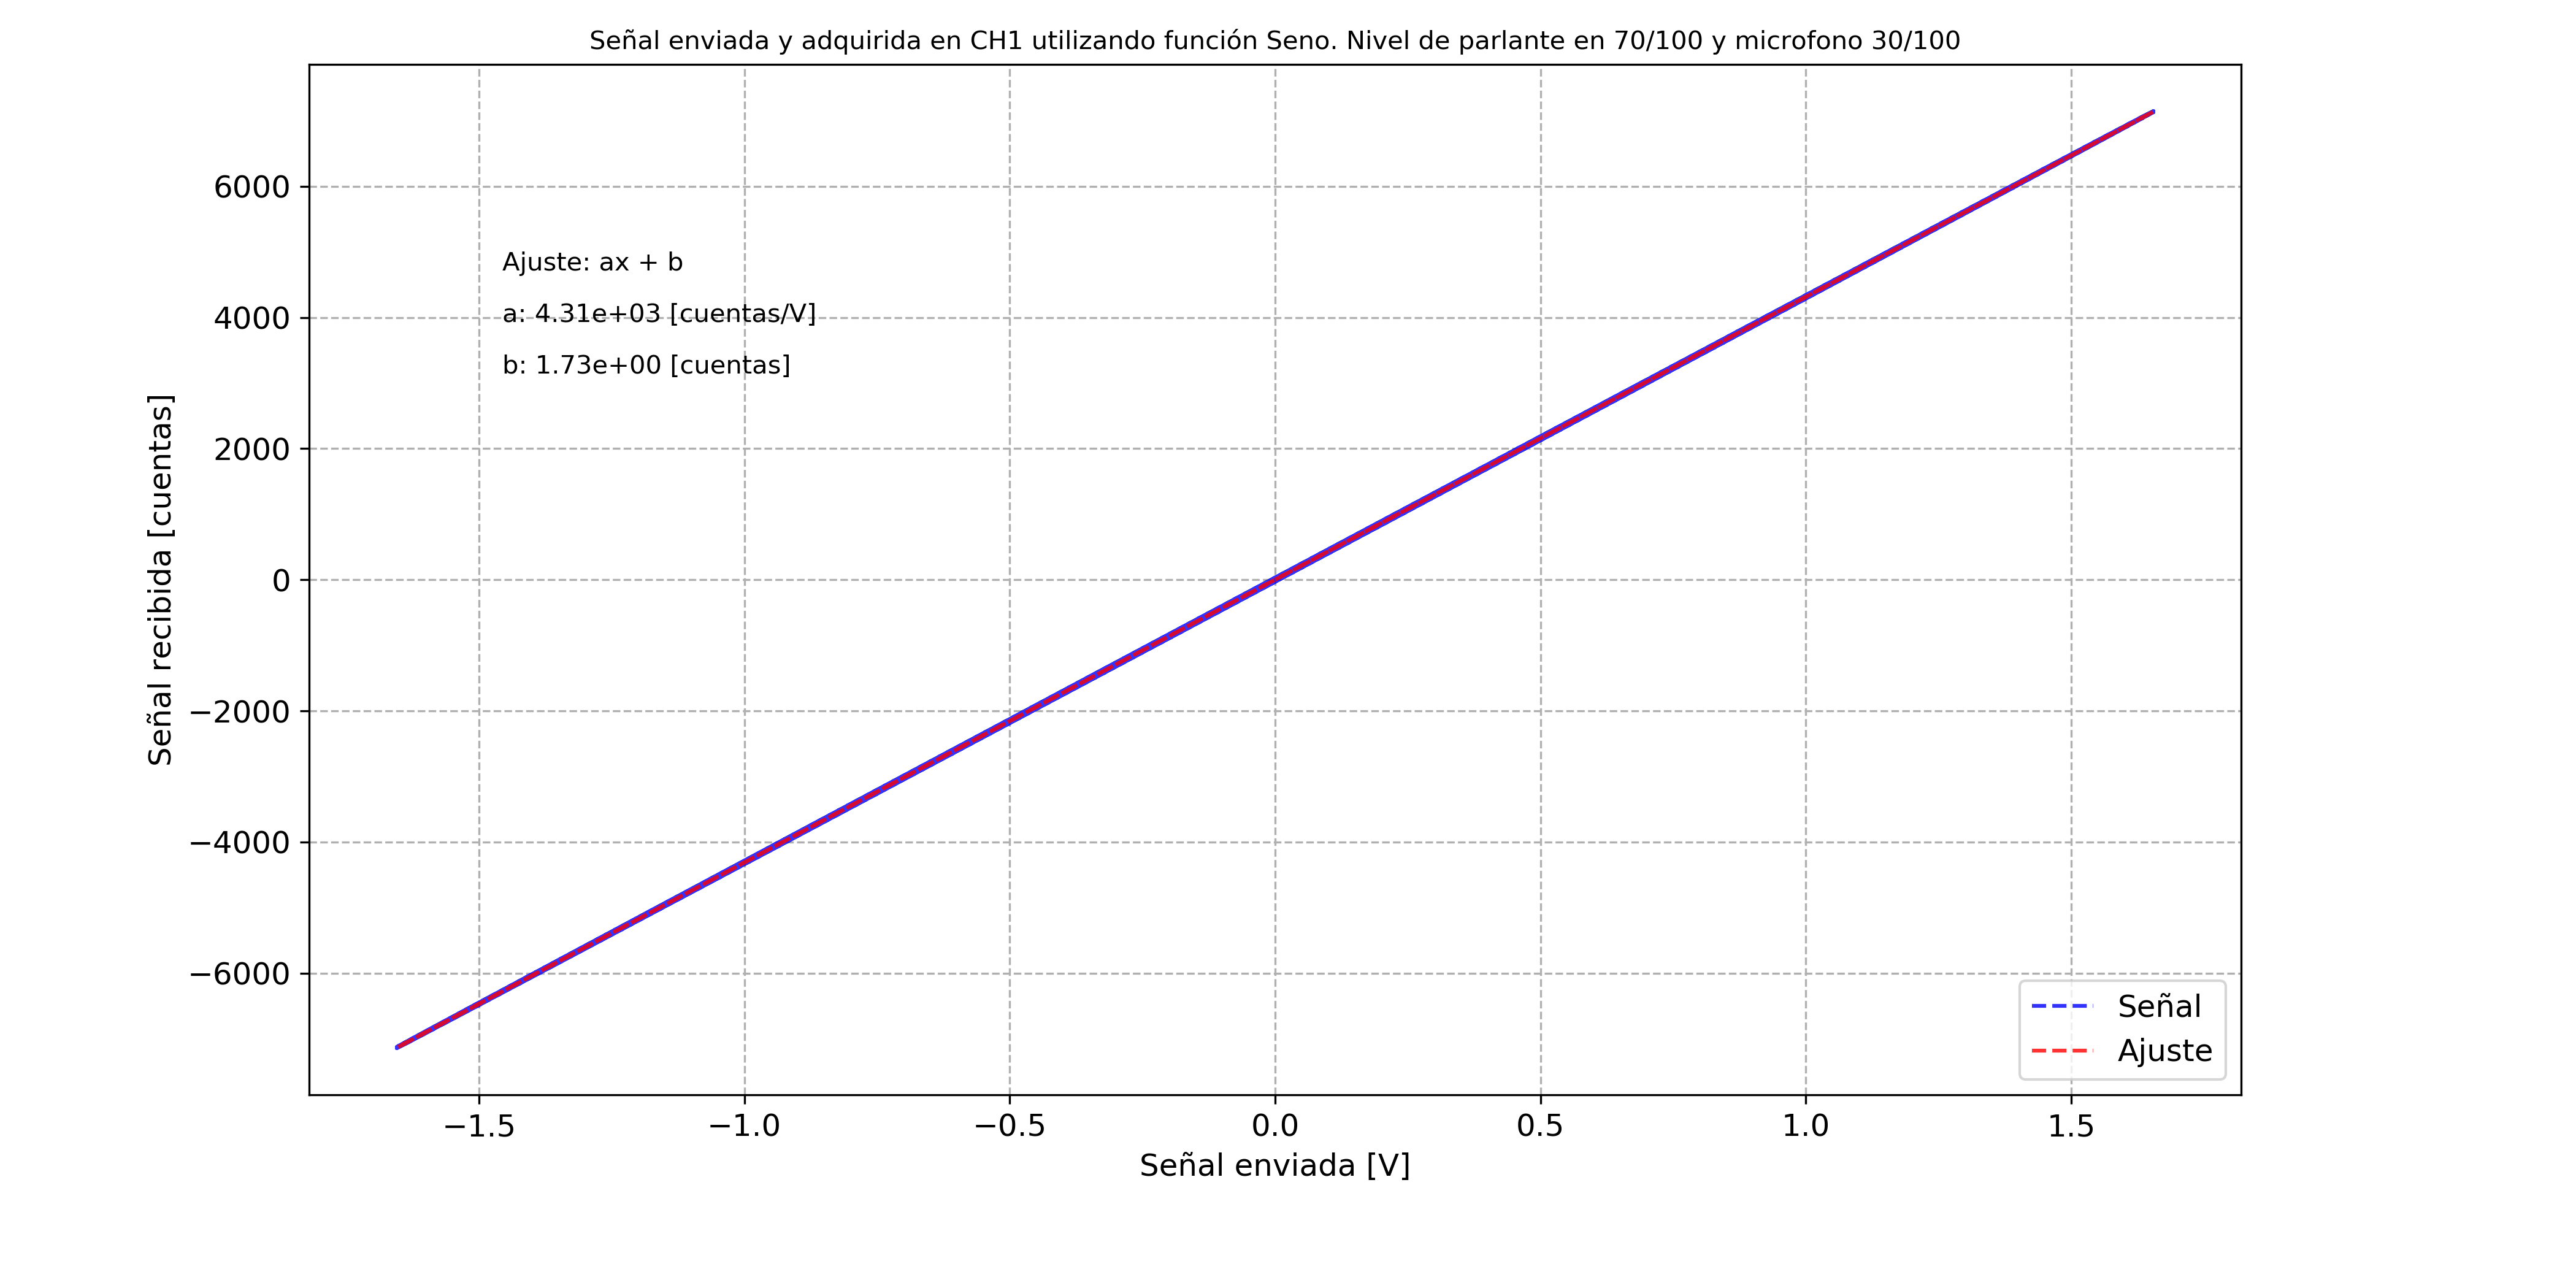 Señal enviada y adquirida en CH1 utilizando función Seno. Nivel de parlante en 70/100 y microfono 30/100
6000
4000
2000
0
−2000
−4000
−6000
Señal recibida [cuentas]
Ajuste: ax + b
a: 4.31e+03 [cuentas/V]
b: 1.73e+00 [cuentas]
Señal
Ajuste
−1.5 −1.0 −0.5 0.0 0.5 1.0 1.5
Señal enviada [V]